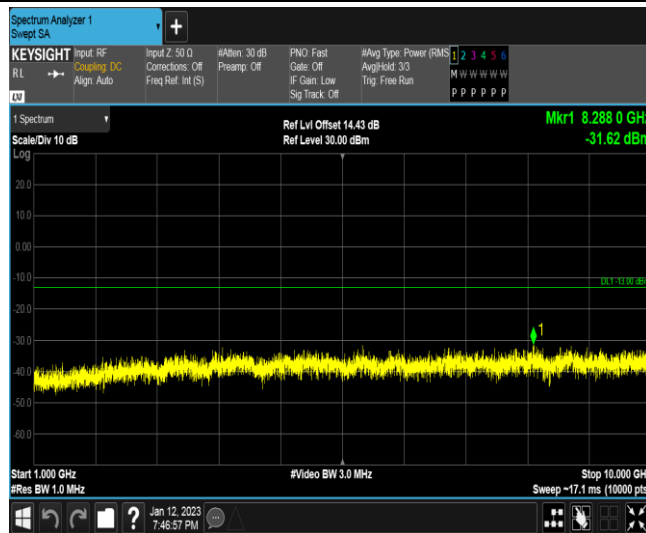 Spectrum Analyzer 1
Swept SA
+
KEYSIGHT Input: RF Input Z: 50 Ω #Atten: 30 dB PNO: Fast #Avg Type: Power (RMS 1 2 3 4 5 6
RL Coupling: DC Corrections: Off Preamp: Off Gate: Off Avg|Hold: 3/3 M W W W W W
Align: Auto Freq Ref: Int (S) IF Gain: Low Trig: Free Run
LXI Sig Track: Off P P P P P P
1 Spectrum Ref Lvl Offset 14.43 dB Mkr1 8.288 0 GHz
Scale/Div 10 dB Ref Level 30.00 dBm -31.62 dBm
Log
20.0
10.0
0.00
-10.0
DL1 -13.00 dBm
-20.0
-30.0
1
-40.0
-50.0
-60.0
Start 1.000 GHz #Video BW 3.0 MHz Stop 10.000 GHz
#Res BW 1.0 MHz Sweep ~17.1 ms (10000 pts
? Jan 12, 2023
7:46:57 PM